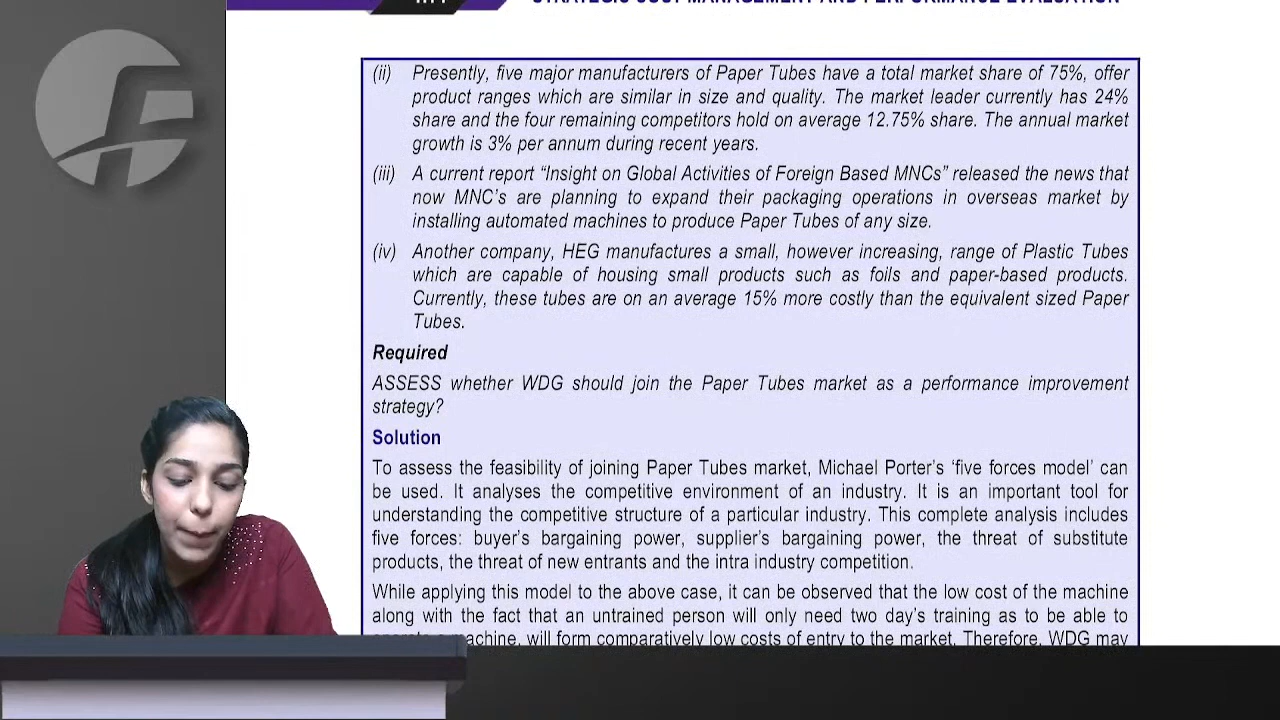 STRATEGIC COST MANAGEMENT AND PERFORMANCE EVALUATION
(ii) Presently, five major manufacturers of Paper Tubes have a total market share of 75%, offer
product ranges which are similar in size and quality. The market leader currently has 24%
share and the four remaining competitors hold on average 12.75% share. The annual market
growth is 3% per annum during recent years.
(iii) A current report “Insight on Global Activities of Foreign Based MNCs” released the news that
now MNC’s are planning to expand their packaging operations in overseas market by
installing automated machines to produce Paper Tubes of any size.
(iv) Another company, HEG manufactures a small, however increasing, range of Plastic Tubes
which are capable of housing small products such as foils and paper-based products.
Currently, these tubes are on an average 15% more costly than the equivalent sized Paper
Tubes.
Required
ASSESS whether WDG should join the Paper Tubes market as a performance improvement
strategy?
Solution
To assess the feasibility of joining Paper Tubes market, Michael Porter’s ‘five forces model’ can
be used. It analyses the competitive environment of an industry. It is an important tool for
understanding the competitive structure of a particular industry. This complete analysis includes
five forces: buyer’s bargaining power, supplier’s bargaining power, the threat of substitute
products, the threat of new entrants and the intra industry competition.
While applying this model to the above case, it can be observed that the low cost of the machine
along with the fact that an untrained person will only need two day’s training as to be able to
machine, will form comparatively low costs of entry to the market. Therefore, WDG may